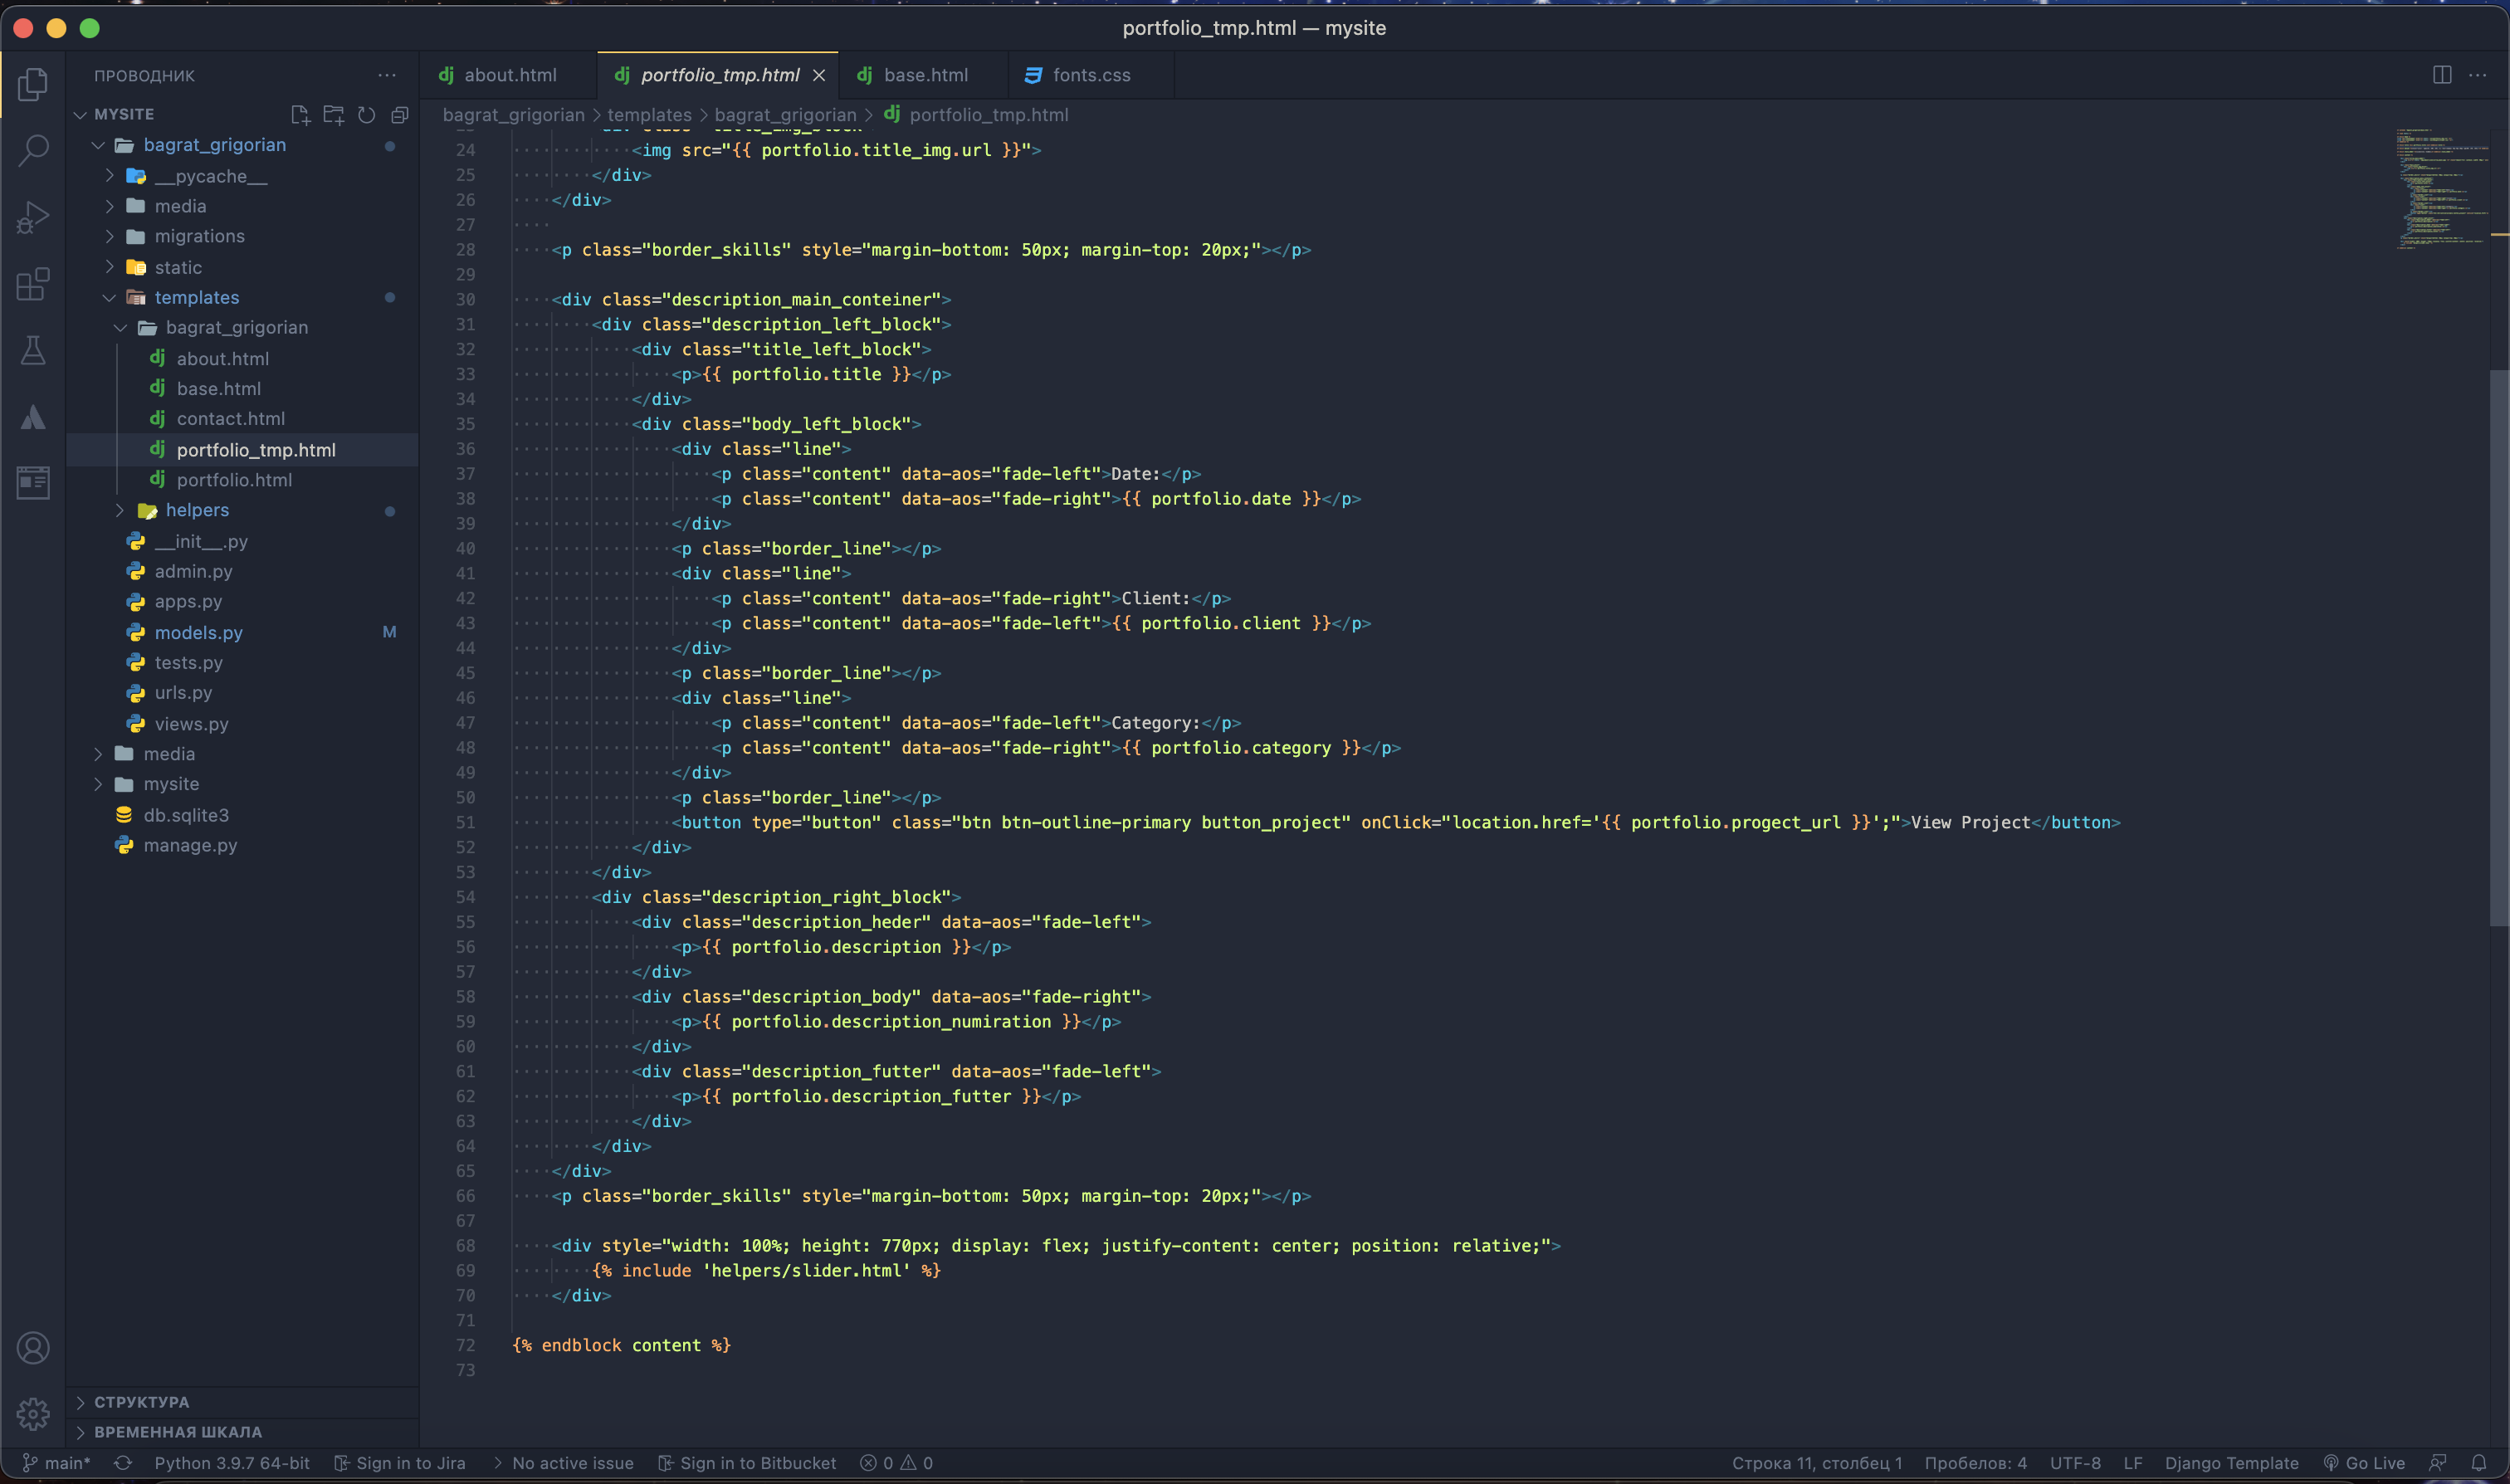 portfolio_tmp.html — mysite
ПРОВОДНИК
about.html
portfolio_tmp.html
base.html
fonts.css
MYSITE
bagrat_grigorian > templates > bagrat_grigorian > portfolio_tmp.html
bagrat_grigorian
__pycache__
media
migrations
static
templates
bagrat_grigorian
about.html
base.html
contact.html
portfolio_tmp.html
portfolio.html
helpers
__init__.py
admin.py
apps.py
models.py M
tests.py
urls.py
views.py
media
mysite
db.sqlite3
manage.py
СТРУКТУРА
ВРЕМЕННАЯ ШКАЛА
24 <img src="{{ portfolio.title_img.url }}">
25 </div>
26 </div>
27
28 <p class="border_skills" style="margin-bottom: 50px; margin-top: 20px;"></p>
29
30 <div class="description_main_conteiner">
31 <div class="description_left_block">
32 <div class="title_left_block">
33 <p>{{ portfolio.title }}</p>
34 </div>
35 <div class="body_left_block">
36 <div class="line">
37 <p class="content" data-aos="fade-left">Date:</p>
38 <p class="content" data-aos="fade-right">{{ portfolio.date }}</p>
39 </div>
40 <p class="border_line"></p>
41 <div class="line">
42 <p class="content" data-aos="fade-right">Client:</p>
43 <p class="content" data-aos="fade-left">{{ portfolio.client }}</p>
44 </div>
45 <p class="border_line"></p>
46 <div class="line">
47 <p class="content" data-aos="fade-left">Category:</p>
48 <p class="content" data-aos="fade-right">{{ portfolio.category }}</p>
49 </div>
50 <p class="border_line"></p>
51 <button type="button" class="btn btn-outline-primary button_project" onClick="location.href='{{ portfolio.progect_url }}';">View Project</button>
52 </div>
53 </div>
54 <div class="description_right_block">
55 <div class="description_heder" data-aos="fade-left">
56 <p>{{ portfolio.description }}</p>
57 </div>
58 <div class="description_body" data-aos="fade-right">
59 <p>{{ portfolio.description_numiration }}</p>
60 </div>
61 <div class="description_futter" data-aos="fade-left">
62 <p>{{ portfolio.description_futter }}</p>
63 </div>
64 </div>
65 </div>
66 <p class="border_skills" style="margin-bottom: 50px; margin-top: 20px;"></p>
67
68 <div style="width: 100%; height: 770px; display: flex; justify-content: center; position: relative;">
69 {% include 'helpers/slider.html' %}
70 </div>
71
72 {% endblock content %}
73
main* Python 3.9.7 64-bit Sign in to Jira > No active issue Sign in to Bitbucket 0 0 Строка 11, столбец 1 Пробелов: 4 UTF-8 LF Django Template Go Live